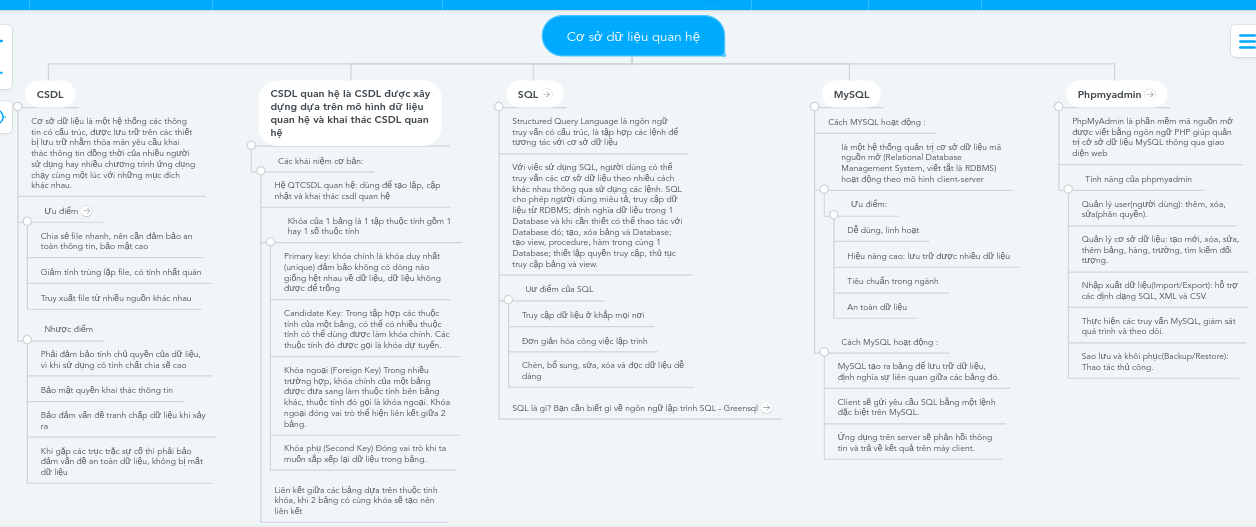 Cơ sở dữ liệu quan hệ
CSDL
Cơ sở dữ liệu là một hệ thống các thông
tin có cấu trúc, được lưu trữ trên các thiết
bị lưu trữ nhằm thỏa mãn yêu cầu khai
thác thông tin đồng thời của nhiều người
sử dụng hay nhiều chương trình ứng dụng
chạy cùng một lúc với những mục đích
khác nhau.
Ưu điểm
Chia sẻ file nhanh, nên cần đảm bảo an
toàn thông tin, bảo mật cao
Giảm tính trùng lặp file, có tính nhất quán
Truy xuất file từ nhiều nguồn khác nhau
Nhược điểm
Phải đảm bảo tính chủ quyền của dữ liệu,
vì khi sử dụng có tính chất chia sẻ cao
Bảo mật quyền khai thác thông tin
Bảo đảm vấn đề tranh chấp dữ liệu khi xảy
ra
Khi gặp các trục trặc sự cố thì phải bảo
đảm vấn đề an toàn dữ liệu, không bị mất
dữ liệu
CSDL quan hệ là CSDL được xây
dựng dựa trên mô hình dữ liệu
quan hệ và khai thác CSDL quan
hệ
Các khái niệm cơ bản:
Hệ QTCSDL quan hệ: dùng để tạo lập, cập
nhật và khai thác csdl quan hệ
Khóa của 1 bảng là 1 tập thuộc tính gồm 1
hay 1 số thuộc tính
Primary key: khóa chính là khóa duy nhất
(unique) đảm bảo không có dòng nào
giống hệt nhau về dữ liệu, dữ liệu không
được để trống
Candidate Key: Trong tập hợp các thuộc
tính của một bảng, có thể có nhiều thuộc
tính có thể dùng được làm khóa chính. Các
thuộc tính đó được gọi là khóa dự tuyển.
Khóa ngoại (Foreign Key) Trong nhiều
trường hợp, khóa chính của một bảng
được đưa sang làm thuộc tính bên bảng
khác, thuộc tính đó gọi là khóa ngoại. Khóa
ngoại đóng vai trò thể hiện liên kết giữa 2
bảng.
Khóa phụ (Second Key) Đóng vai trò khi ta
muốn sắp xếp lại dữ liệu trong bảng.
Liên kết giữa các bảng dựa trên thuộc tính
khóa, khi 2 bảng có cùng khóa sẽ tạo nên
liên kết
SQL
Structured Query Language là ngôn ngữ
truy vấn có cấu trúc, là tập hợp các lệnh để
tương tác với cơ sở dữ liệu
Với việc sử dụng SQL, người dùng có thể
truy vấn các cơ sở dữ liệu theo nhiều cách
khác nhau thông qua sử dụng các lệnh. SQL
cho phép người dùng miêu tả, truy cập dữ
liệu từ RDBMS; định nghĩa dữ liệu trong 1
Database và khi cần thiết có thể thao tác với
Database đó; tạo, xóa bảng và Database;
tạo view, procedure, hàm trong cùng 1
Database; thiết lập quyền truy cập, thủ tục
truy cập bảng và view.
Ưu điểm của SQL
Truy cập dữ liệu ở khắp mọi nơi
Đơn giản hóa công việc lập trình
Chèn, bổ sung, sửa, xóa và đọc dữ liệu dễ
dàng
SQL là gì? Bạn cần biết gì về ngôn ngữ lập trình SQL - Greensql
MySQL
Cách MYSQL hoạt động :
là một hệ thống quản trị cơ sở dữ liệu mã
nguồn mở (Relational Database
Management System, viết tắt là RDBMS)
hoạt động theo mô hình client-server
Ưu điểm:
Dễ dùng, linh hoạt
Hiệu năng cao: lưu trữ được nhiều dữ liệu
Tiêu chuẩn trong ngành
An toàn dữ liệu
Cách MySQL hoạt động :
MySQL tạo ra bảng để lưu trữ dữ liệu,
định nghĩa sự liên quan giữa các bảng đó.
Client sẽ gửi yêu cầu SQL bằng một lệnh
đặc biệt trên MySQL.
Ứng dụng trên server sẽ phản hồi thông
tin và trả về kết quả trên máy client.
Phpmyadmin
PhpMyAdmin là phần mềm mã nguồn mở
được viết bằng ngôn ngữ PHP giúp quản
trị cở sở dữ liệu MySQL thông qua giao
diện web
Tính năng của phpmyadmin
Quản lý user(người dùng): thêm, xóa,
sửa(phân quyền).
Quản lý cơ sở dữ liệu: tạo mới, xóa, sửa,
thêm bảng, hàng, trường, tìm kiếm đối
tượng.
Nhập xuất dữ liệu(Import/Export): hỗ trợ
các định dạng SQL, XML và CSV.
Thực hiện các truy vấn MySQL, giám sát
quá trình và theo dõi.
Sao lưu và khôi phục(Backup/Restore):
Thao tác thủ công.